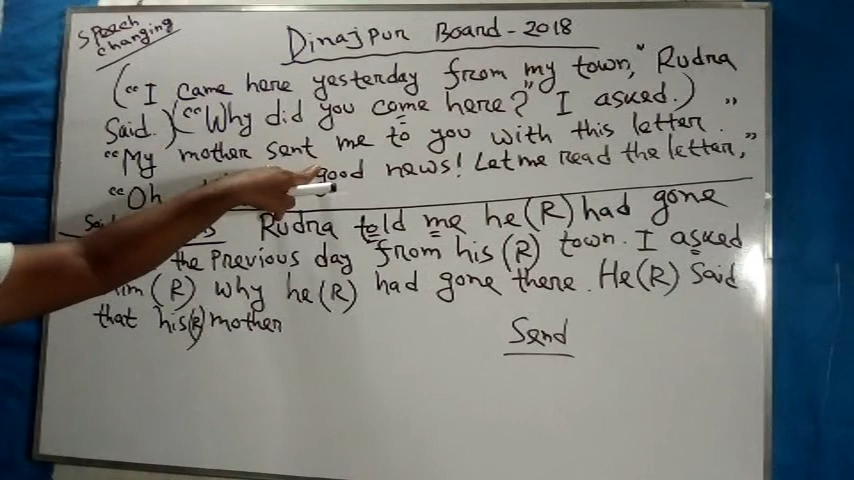 Speech
changing
Dinajpur Board - 2018
("I came here yesterday from my town," Rudra
Said.) ("Why did you come here?" I asked.)
"My mother sent me to you with this letter."
"Oh good news! Let me read the letter,"
Rudra told me he(R) had gone
the previous day from his (R) town. I asked
(R) why he(R) had gone there. He(R) Said
that his(R) mother
Send